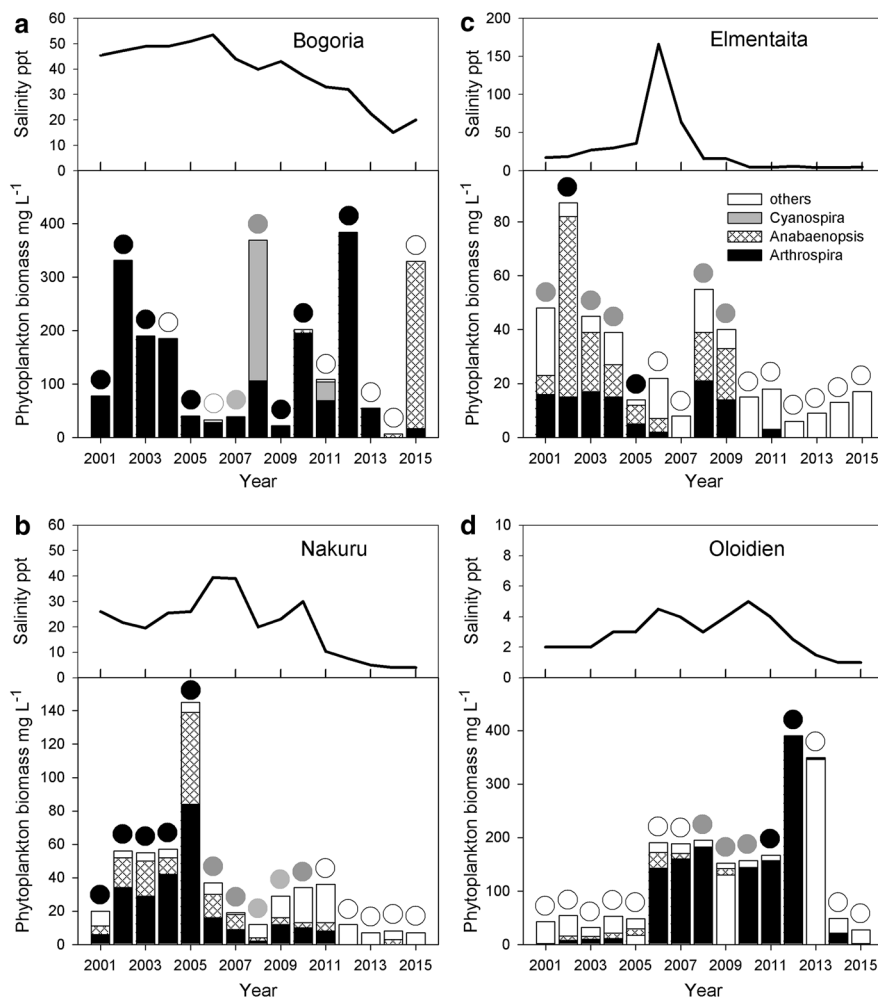 a
Bogoria
Salinity ppt
60
50
40
30
20
10
0
Phytoplankton biomass mg L⁻¹
400
300
200
100
0
2001 2003 2005 2007 2009 2011 2013 2015
Year
c
Elmentaita
Salinity ppt
200
150
100
50
0
Phytoplankton biomass mg L⁻¹
80
60
40
20
0
others
Cyanospira
Anabaenopsis
Arthrospira
2001 2003 2005 2007 2009 2011 2013 2015
Year
b
Nakuru
Salinity ppt
60
50
40
30
20
10
0
Phytoplankton biomass mg L⁻¹
140
120
100
80
60
40
20
0
2001 2003 2005 2007 2009 2011 2013 2015
Year
d
Oloidien
Salinity ppt
10
8
6
4
2
0
Phytoplankton biomass mg L⁻¹
400
300
200
100
0
2001 2003 2005 2007 2009 2011 2013 2015
Year